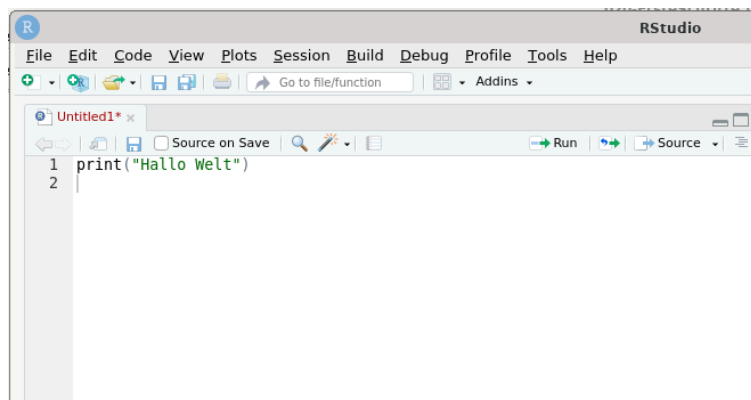 R
RStudio
File Edit Code View Plots Session Build Debug Profile Tools Help
Go to file/function Addins
Untitled1*
Source on Save Run Source
1 print("Hallo Welt")
2